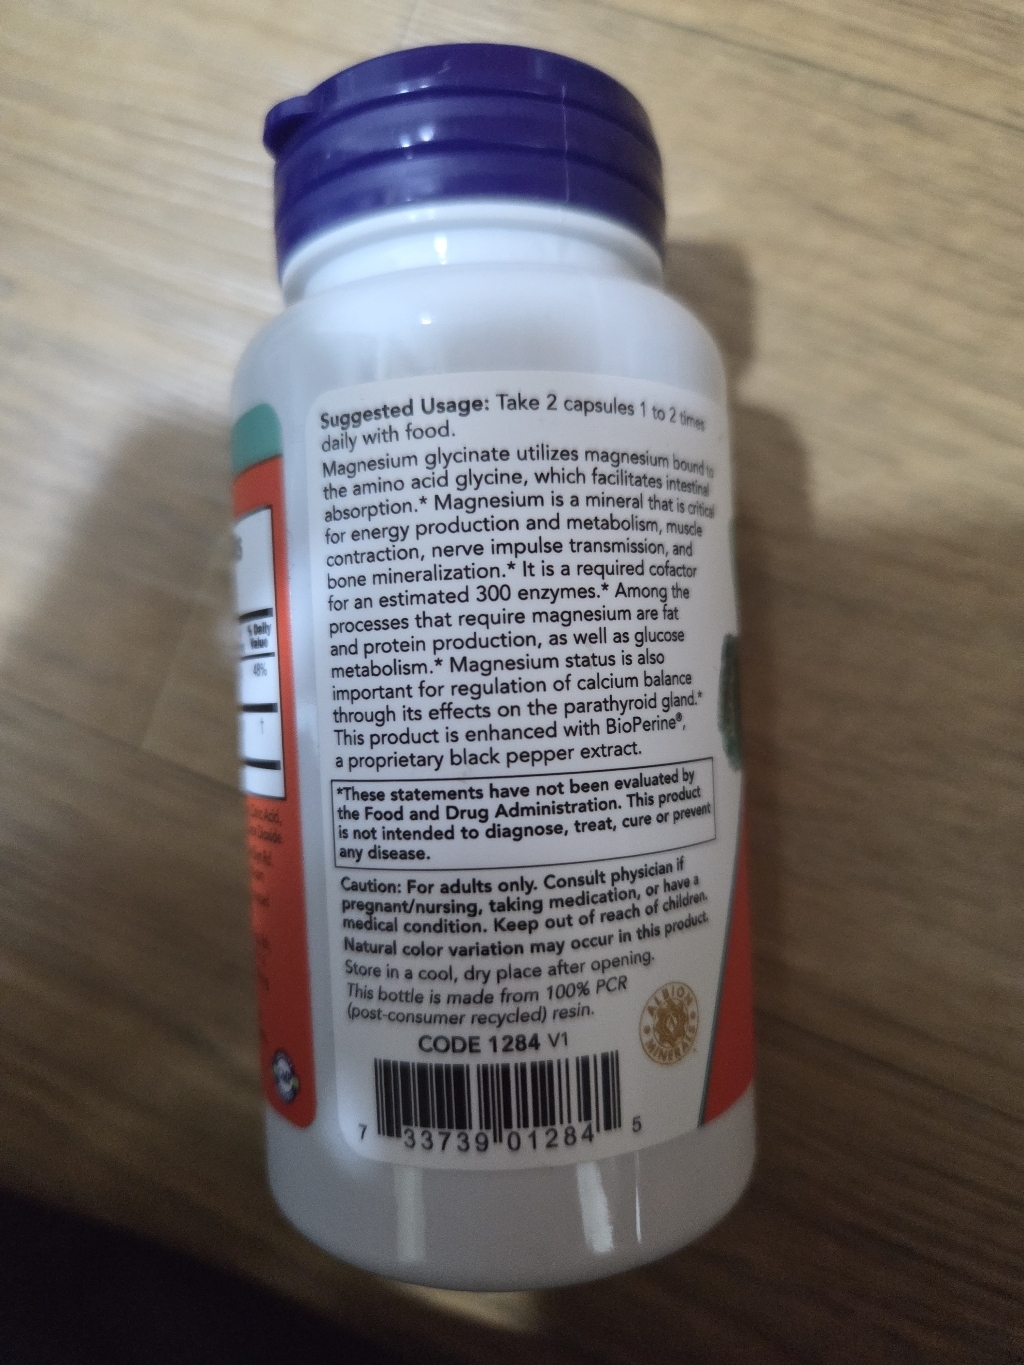 Suggested Usage: Take 2 capsules 1 to 2 times
daily with food.
Magnesium glycinate utilizes magnesium bound to
the amino acid glycine, which facilitates intestinal
absorption.* Magnesium is a mineral that is critical
for energy production and metabolism, muscle
contraction, nerve impulse transmission, and
bone mineralization.* It is a required cofactor
for an estimated 300 enzymes.* Among the
processes that require magnesium are fat
and protein production, as well as glucose
metabolism.* Magnesium status is also
important for regulation of calcium balance
through its effects on the parathyroid gland.*
This product is enhanced with BioPerine®,
a proprietary black pepper extract.
*These statements have not been evaluated by
the Food and Drug Administration. This product
is not intended to diagnose, treat, cure or prevent
any disease.
Caution: For adults only. Consult physician if
pregnant/nursing, taking medication, or have a
medical condition. Keep out of reach of children.
Natural color variation may occur in this product.
Store in a cool, dry place after opening.
This bottle is made from 100% PCR
(post-consumer recycled) resin.
ALBION
MINERALS
CODE 1284 V1
7 33739 01284 5
% Daily
Value
48%
†